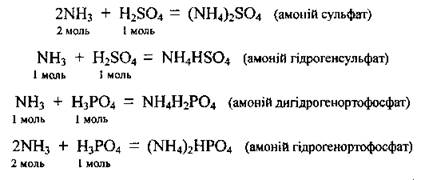 2NH₃ + H₂SO₄ = (NH₄)₂SO₄ (амоній сульфат)
2 моль 1 моль
NH₃ + H₂SO₄ = NH₄HSO₄ (амоній гідрогенсульфат)
1 моль 1 моль
NH₃ + H₃PO₄ = NH₄H₂PO₄ (амоній дигідрогенортофосфат)
1 моль 1 моль
2NH₃ + H₃PO₄ = (NH₄)₂HPO₄ (амоній гідрогенортофосфат)
2 моль 1 моль